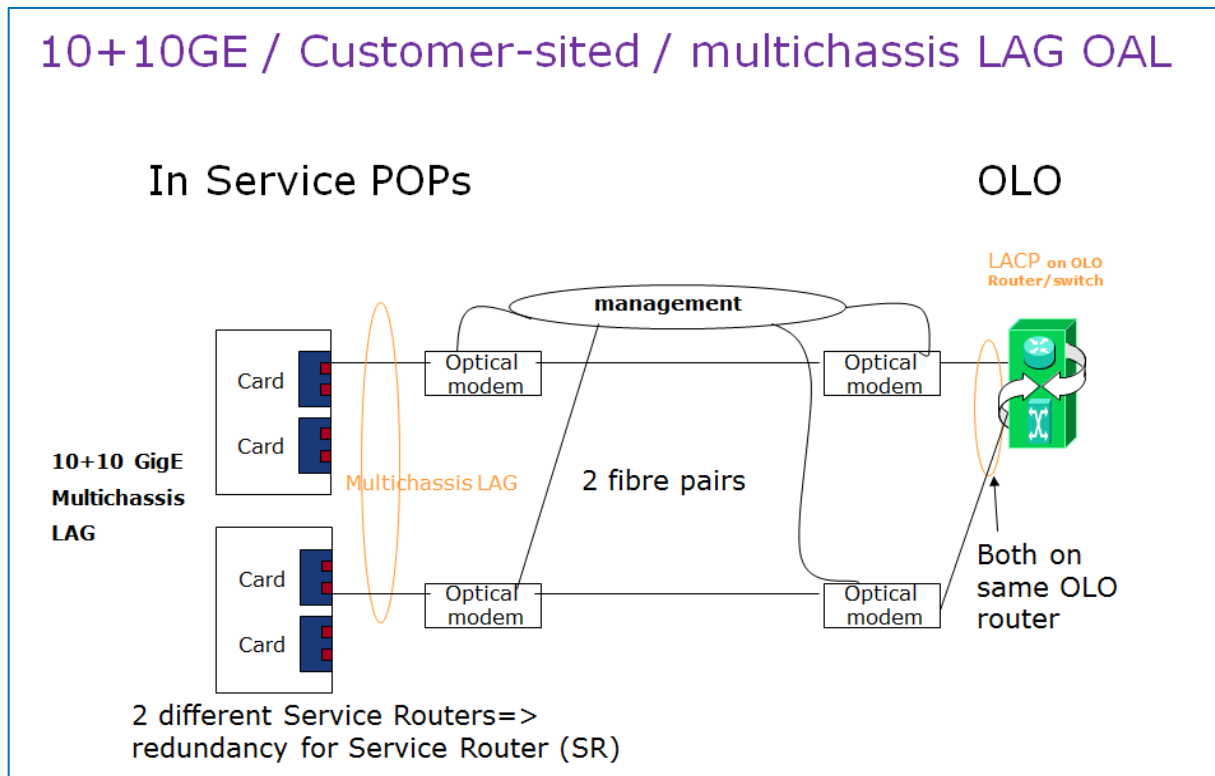 10+10GE / Customer-sited / multichassis LAG OAL
In Service POPs
OLO
LACP on OLO
Router/switch
management
Optical
modem
Optical
modem
Card
Card
10+10 GigE
Multichassis
LAG
Multichassis LAG
2 fibre pairs
Both on
same OLO
router
Card
Card
Optical
modem
Optical
modem
2 different Service Routers=>
redundancy for Service Router (SR)